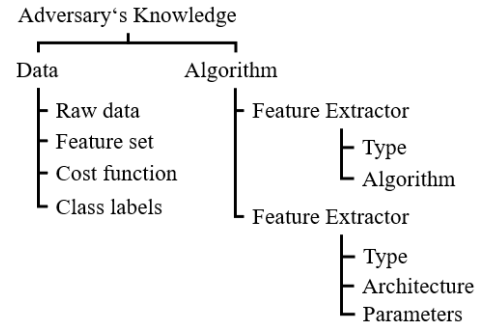 Adversary‘s Knowledge
Data
Algorithm
Raw data
Feature set
Cost function
Class labels
Feature Extractor
Type
Algorithm
Feature Extractor
Type
Architecture
Parameters